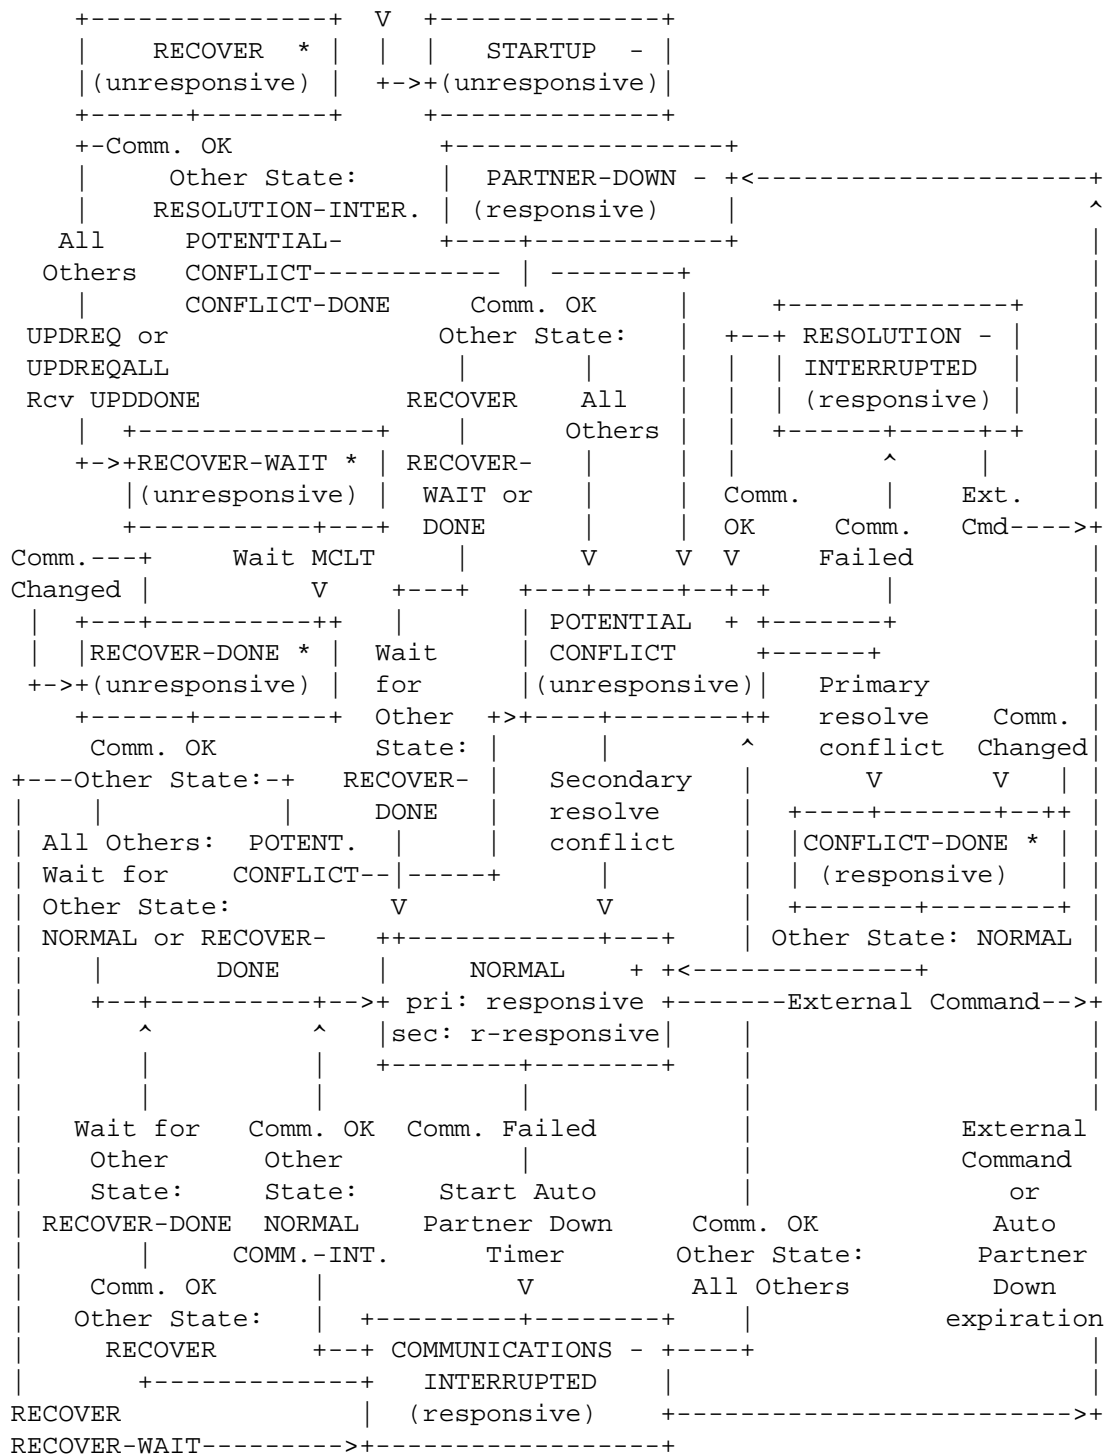 +---------------+  V  +--------------+
    |    RECOVER  * |  |  |   STARTUP  - |
    |(unresponsive) |  +->+(unresponsive)|
    +------+--------+     +--------------+
    +-Comm. OK             +-----------------+
    |     Other State:     |  PARTNER-DOWN - +<----------------------+
    |    RESOLUTION-INTER. | (responsive)    |                       ^
   All     POTENTIAL-      +----+------------+                       |
  Others   CONFLICT------------ | --------+                          |
    |      CONFLICT-DONE     Comm. OK     |     +--------------+     |
 UPDREQ or                 Other State:   |  +--+ RESOLUTION - |     |
 UPDREQALL                  |       |     |  |  | INTERRUPTED  |     |
 Rcv UPDDONE             RECOVER   All    |  |  | (responsive) |     |
    |  +---------------+    |     Others  |  |  +------+-----+-+     |
    +->+RECOVER-WAIT * | RECOVER-   |     |  |         ^     |       |
       |(unresponsive) |  WAIT or   |     |  Comm.     |    Ext.     |
       +-----------+---+  DONE      |     |  OK     Comm.   Cmd---->+
Comm.---+     Wait MCLT     |       V     V  V     Failed            |
Changed |          V    +---+   +---+-----+--+-+       |             |
  |  +---+----------++   |       | POTENTIAL  + +-------+             |
  |  |RECOVER-DONE * |  Wait     | CONFLICT     +------+              |
  +->+(unresponsive) |  for      |(unresponsive)|   Primary           |
     +------+--------+  Other  +>+----+--------++   resolve    Comm. |
      Comm. OK          State: |      |        ^    conflict  Changed|
+---Other State:-+   RECOVER-  |   Secondary   |       V       V  |  |
|    |           |     DONE    |   resolve     |  +----+-------+--++ |
| All Others:  POTENT.  |      |   conflict    |  |CONFLICT-DONE * | |
| Wait for    CONFLICT--|-----+       |        |  | (responsive)   | |
| Other State:          V             V        |  +-------+--------+ |
| NORMAL or RECOVER-   ++------------+---+     | Other State: NORMAL |
|    |       DONE      |     NORMAL    + +<--------------+           |
|    +--+----------+-->+ pri: responsive +-------External Command-->+
|       ^          ^   |sec: r-responsive|     |                     |
|       |          |   +--------+--------+     |                     |
|       |          |            |              |                     |
|   Wait for   Comm. OK  Comm. Failed          |             External
|    Other      Other           |              |             Command
|    State:     State:     Start Auto          |                or
| RECOVER-DONE  NORMAL    Partner Down     Comm. OK           Auto
|       |     COMM.-INT.      Timer       Other State:       Partner
|    Comm. OK      |            V          All Others         Down
|   Other State:   |  +---------+--------+    |            expiration
|     RECOVER      +--+ COMMUNICATIONS - +----+                      |
|       +-------------+   INTERRUPTED    |                           |
RECOVER               |  (responsive)    +-------------------------->+
RECOVER-WAIT--------->+------------------+